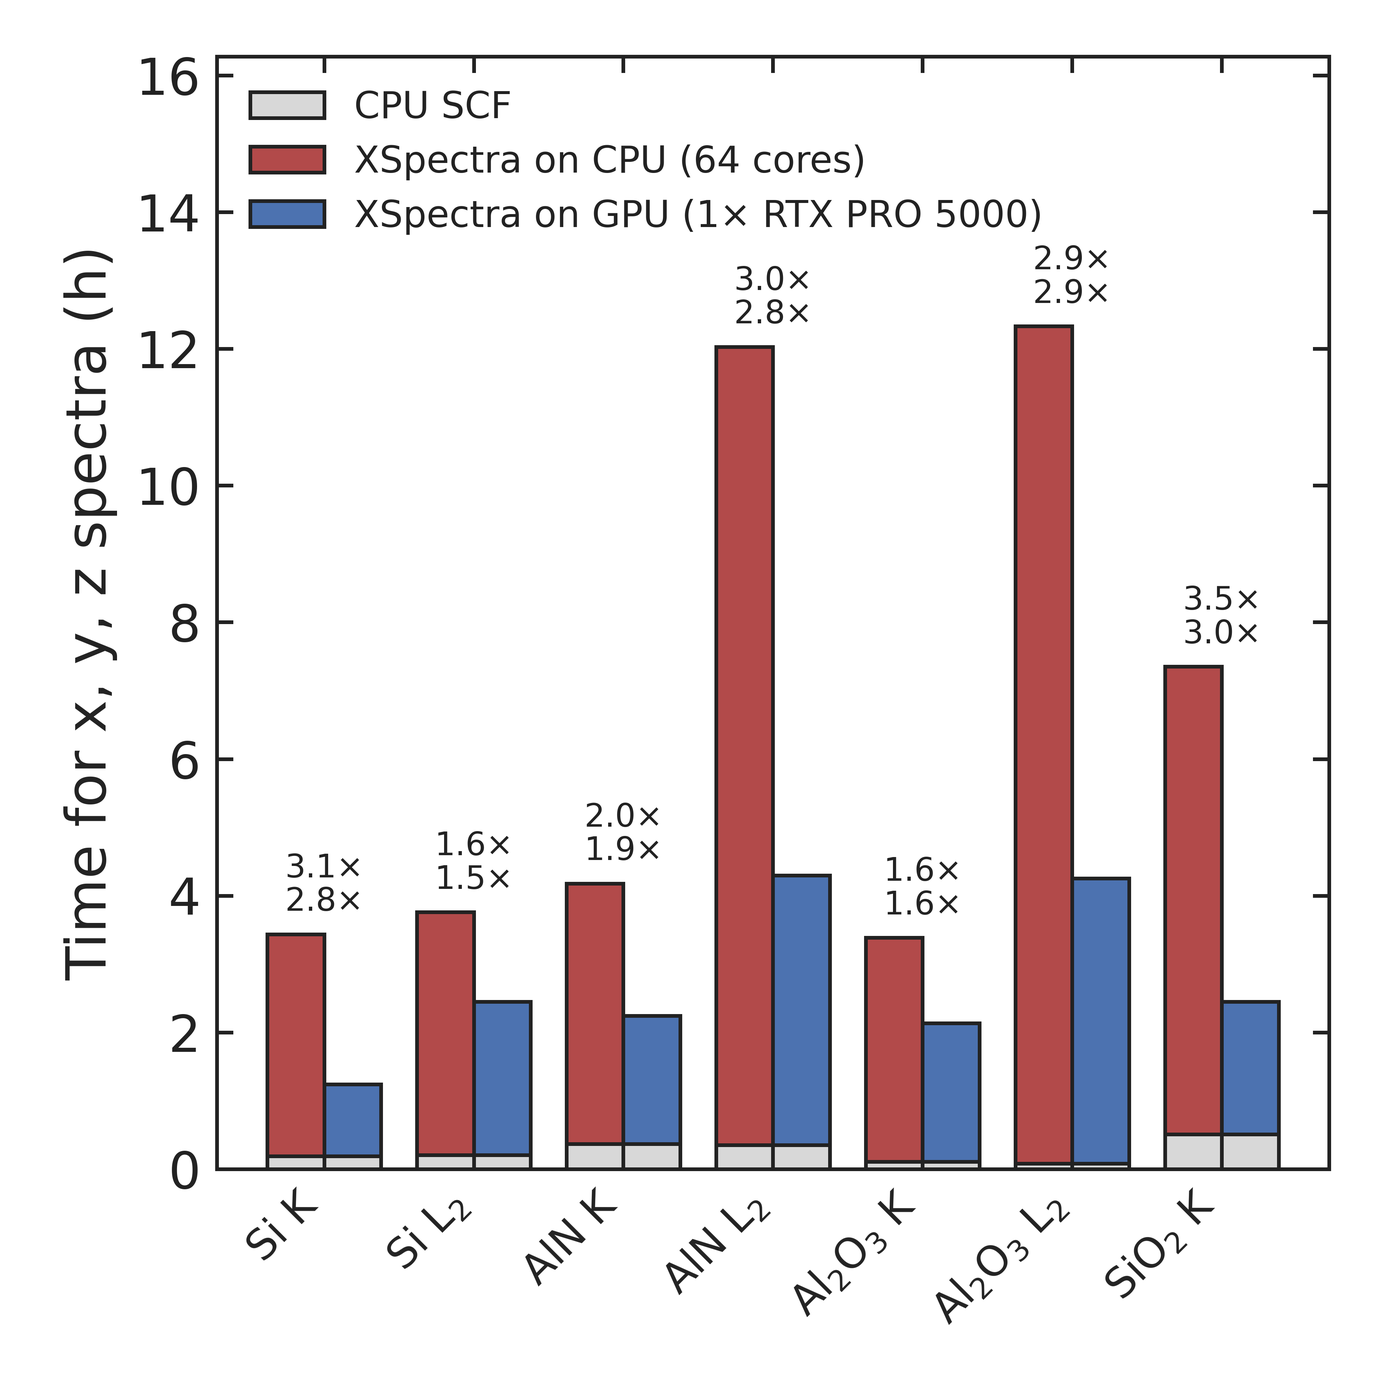 CPU SCF
XSpectra on CPU (64 cores)
XSpectra on GPU (1× RTX PRO 5000)
Time for x, y, z spectra (h)
16
14
12
10
8
6
4
2
0
3.1×
2.8×
1.6×
1.5×
2.0×
1.9×
3.0×
2.8×
1.6×
1.6×
2.9×
2.9×
3.5×
3.0×
Si K
Si L₂
AlN K
AlN L₂
Al₂O₃ K
Al₂O₃ L₂
SiO₂ K